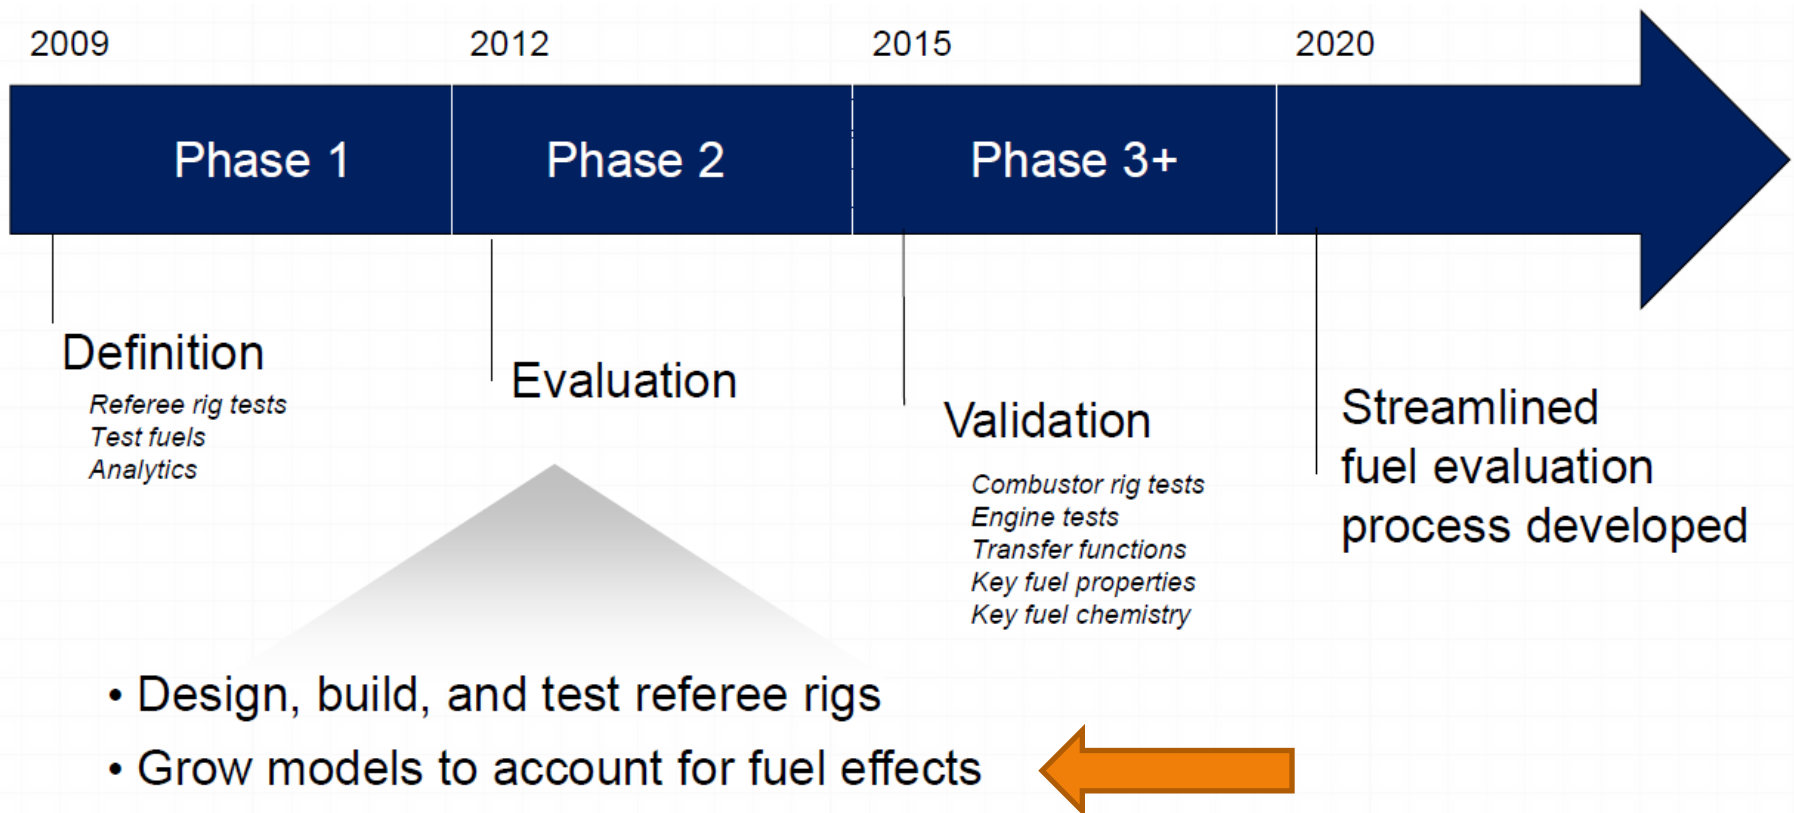 2009
2012
2015
2020
Phase 1
Phase 2
Phase 3+
Definition
Referee rig tests
Test fuels
Analytics
Evaluation
Validation
Combustor rig tests
Engine tests
Transfer functions
Key fuel properties
Key fuel chemistry
Streamlined
fuel evaluation
process developed
• Design, build, and test referee rigs
• Grow models to account for fuel effects